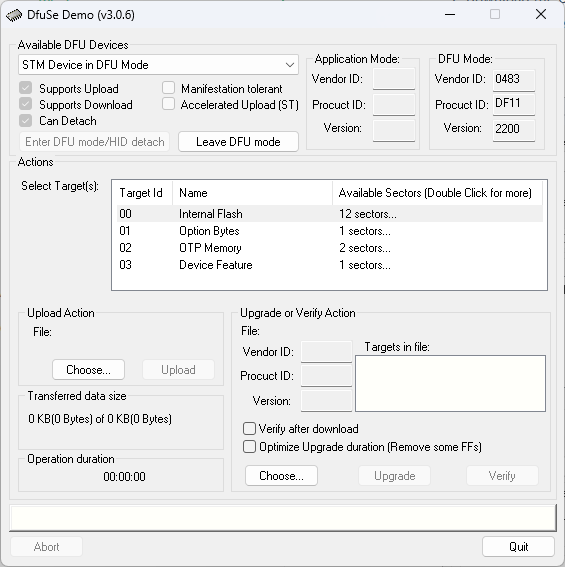 DfuSe Demo (v3.0.6)
Available DFU Devices
STM Device in DFU Mode
Supports Upload
Manifestation tolerant
Supports Download
Accelerated Upload (ST)
Can Detach
Enter DFU mode/HID detach
Leave DFU mode
Application Mode:
Vendor ID:
Procuct ID:
Version:
DFU Mode:
Vendor ID: 0483
Procuct ID: DF11
Version: 2200
Actions
Select Target(s):
Target Id Name Available Sectors (Double Click for more)
00 Internal Flash 12 sectors...
01 Option Bytes 1 sectors...
02 OTP Memory 2 sectors...
03 Device Feature 1 sectors...
Upload Action
File:
Choose...
Upload
Transferred data size
0 KB(0 Bytes) of 0 KB(0 Bytes)
Operation duration
00:00:00
Upgrade or Verify Action
File:
Vendor ID:
Procuct ID:
Version:
Targets in file:
Verify after download
Optimize Upgrade duration (Remove some FFs)
Choose...
Upgrade
Verify
Abort
Quit